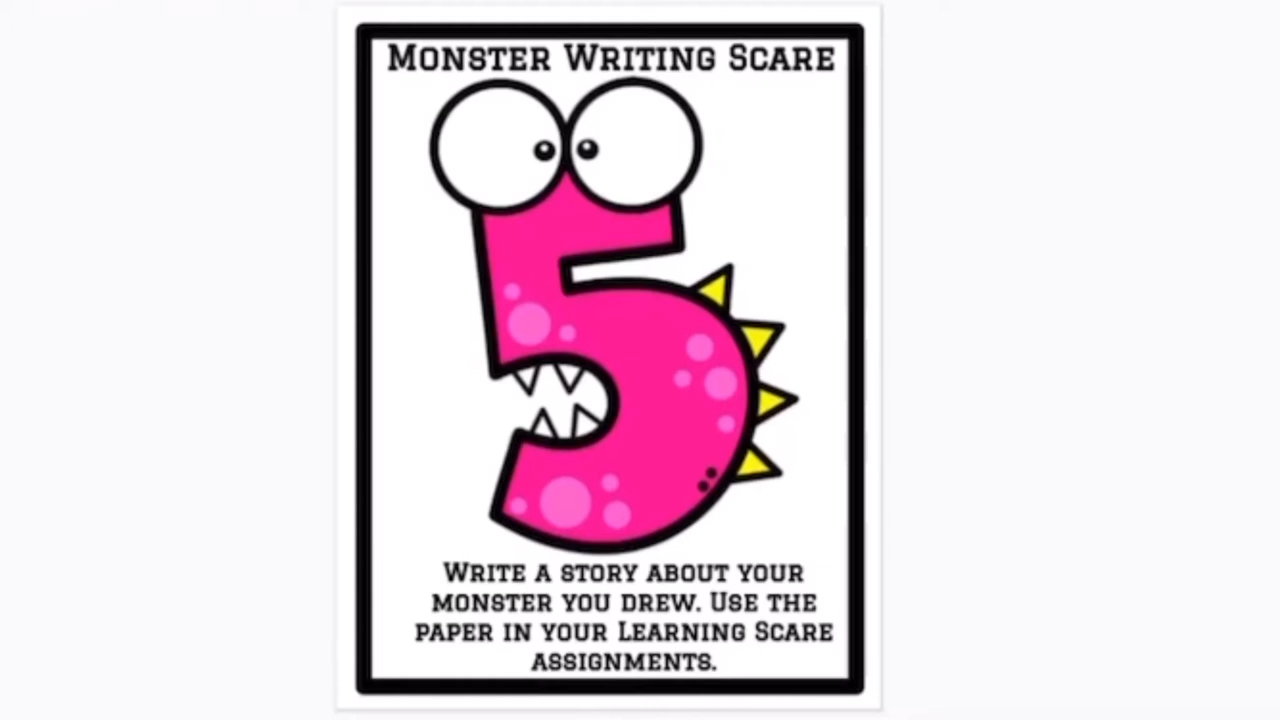 Monster Writing Scare
5
Write a story about your
monster you drew. Use the
paper in your Learning Scare
assignments.